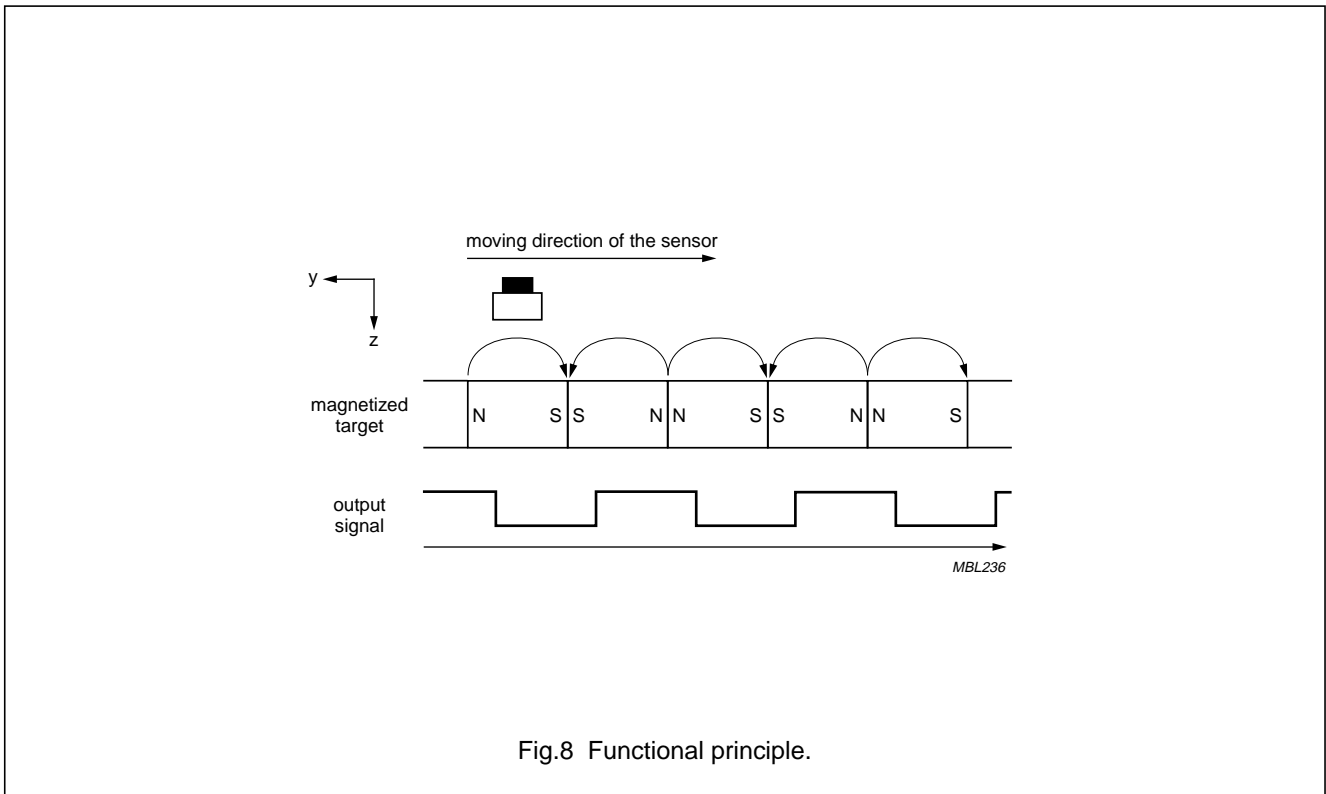 moving direction of the sensor
y
z
magnetized
target
N S S N N S S N N S
output
signal
MBL236
Fig.8 Functional principle.